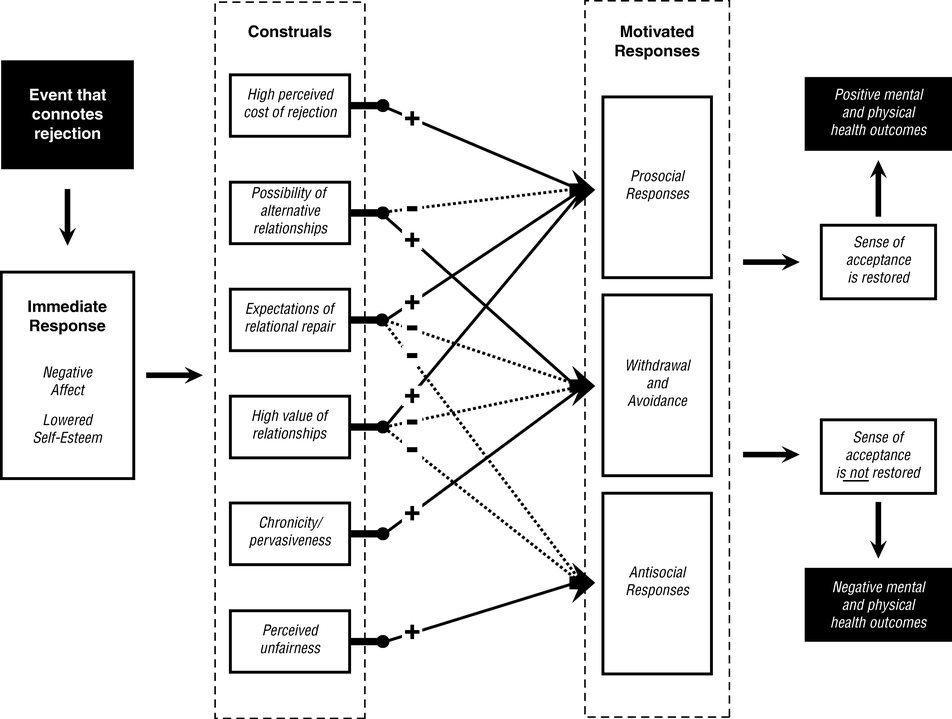 Event that
connotes
rejection
Immediate
Response
Negative
Affect
Lowered
Self-Esteem
Construals
High perceived
cost of rejection
Possibility of
alternative
relationships
Expectations of
relational repair
High value of
relationships
Chronicity/
pervasiveness
Perceived
unfairness
+
-
+
+
-
-
+
-
-
+
+
Motivated
Responses
Prosocial
Responses
Withdrawal
and
Avoidance
Antisocial
Responses
Positive mental
and physical
health outcomes
Sense of
acceptance
is restored
Sense of
acceptance
is not restored
Negative mental
and physical
health outcomes